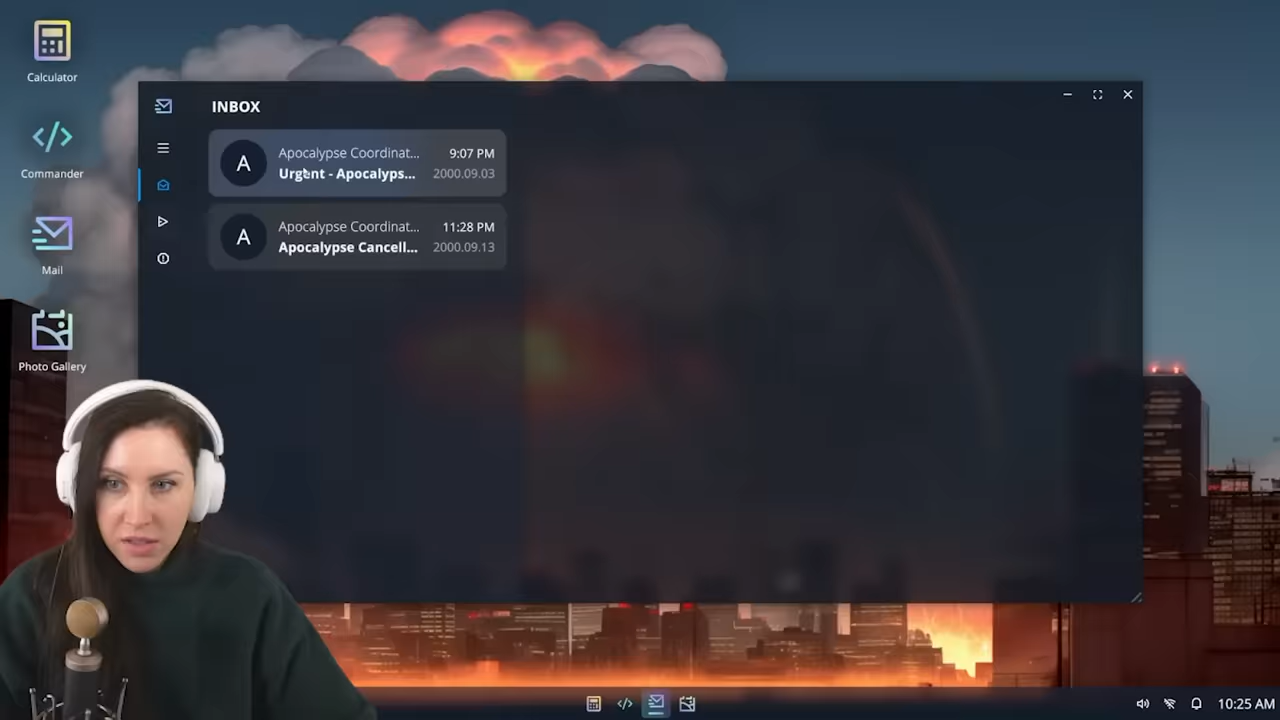 Calculator
Commander
Mail
Photo Gallery
INBOX
A
Apocalypse Coordinat...
9:07 PM
Urgent - Apocalyps...
2000.09.03
A
Apocalypse Coordinat...
11:28 PM
Apocalypse Cancell...
2000.09.13
10:25 AM